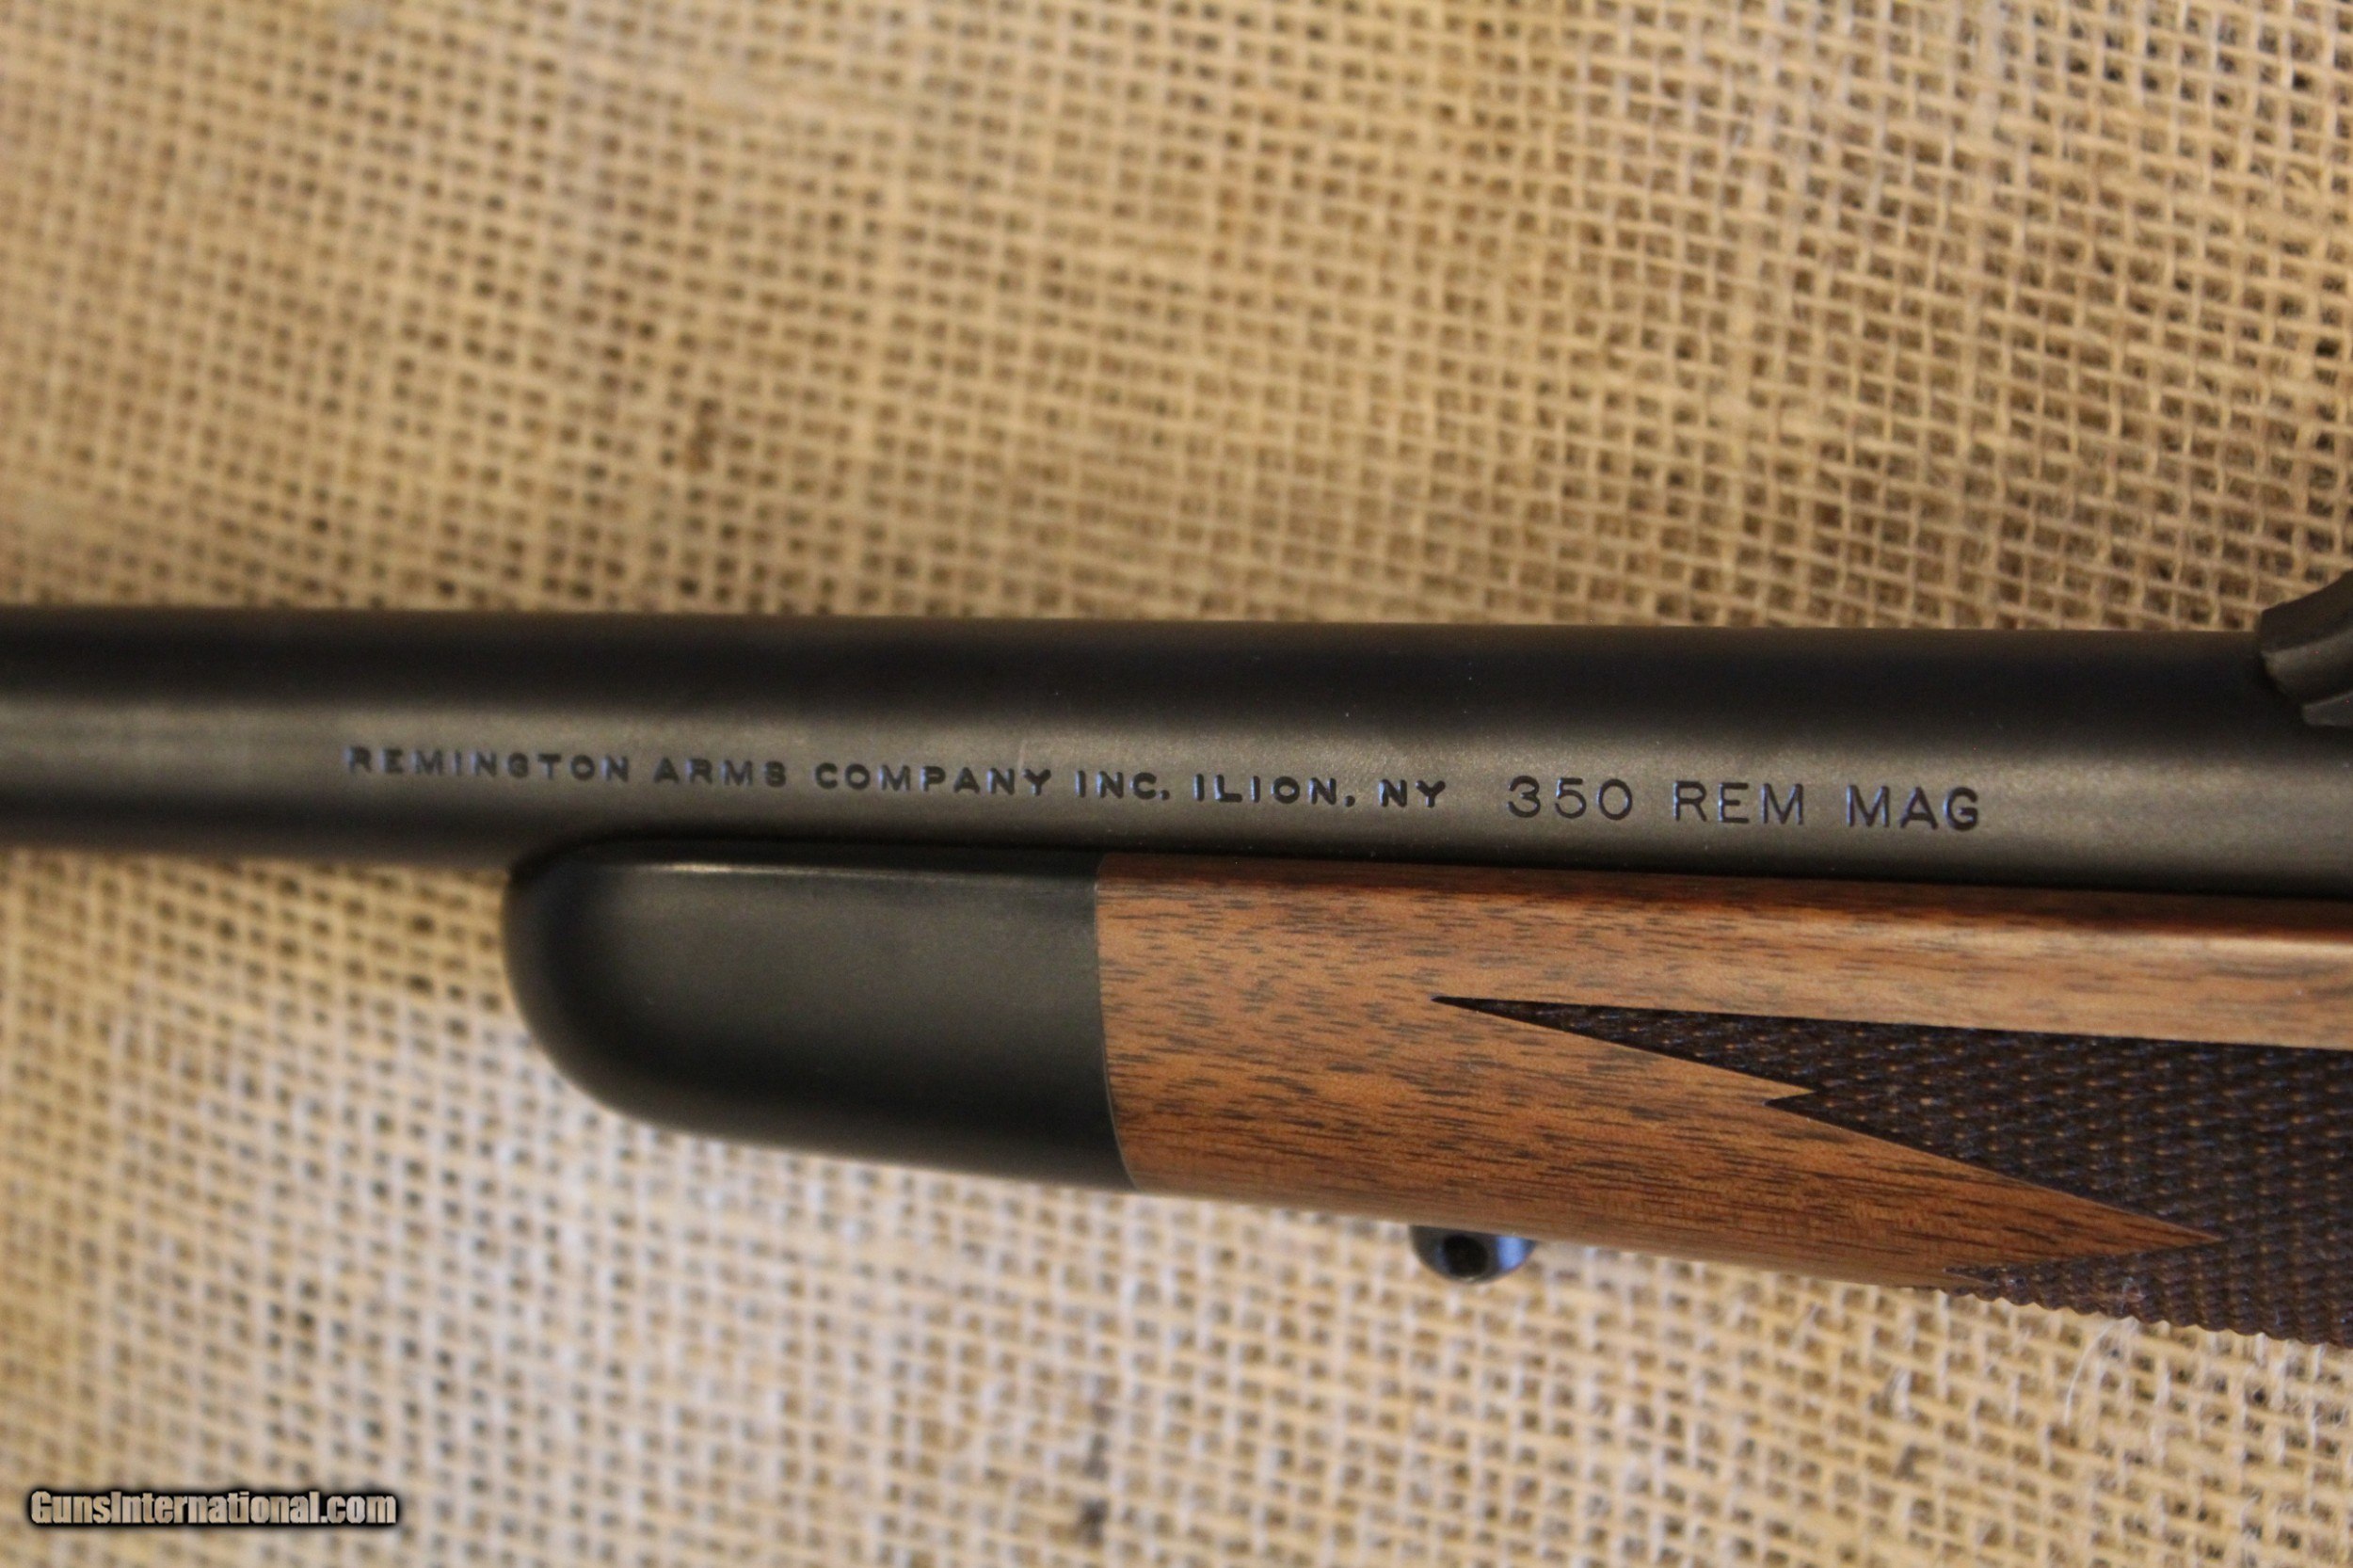 REMINGTON ARMS COMPANY INC. ILION, NY 350 REM MAG
GunsInternational.com